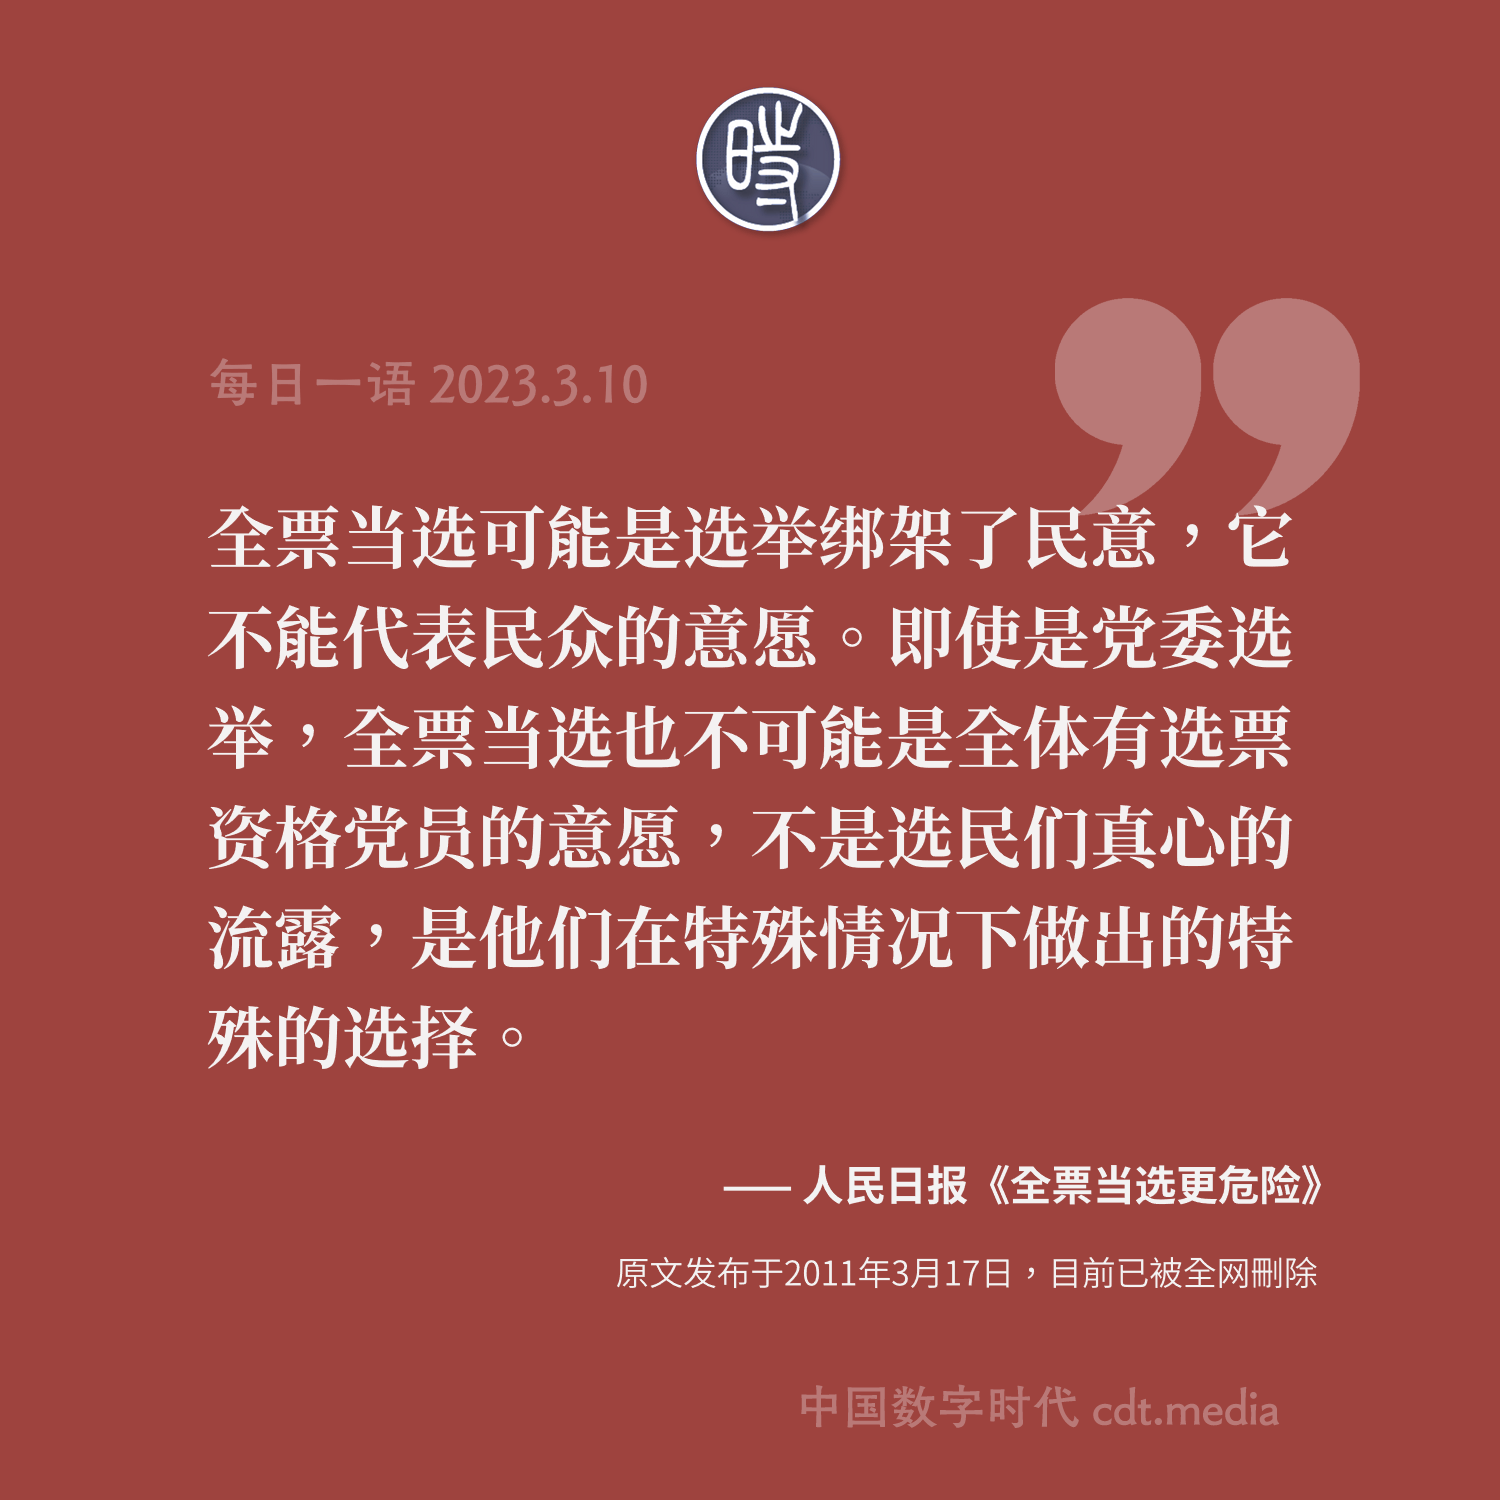 時
每日一语 2023.3.10
全票当选可能是选举绑架了民意，它
不能代表民众的意愿。即使是党委选
举，全票当选也不可能是全体有选票
资格党员的意愿，不是选民们真心的
流露，是他们在特殊情况下做出的特
殊的选择。
—— 人民日报《全票当选更危险》
原文发布于2011年3月17日，目前已被全网刪除
中国数字时代 cdt.media